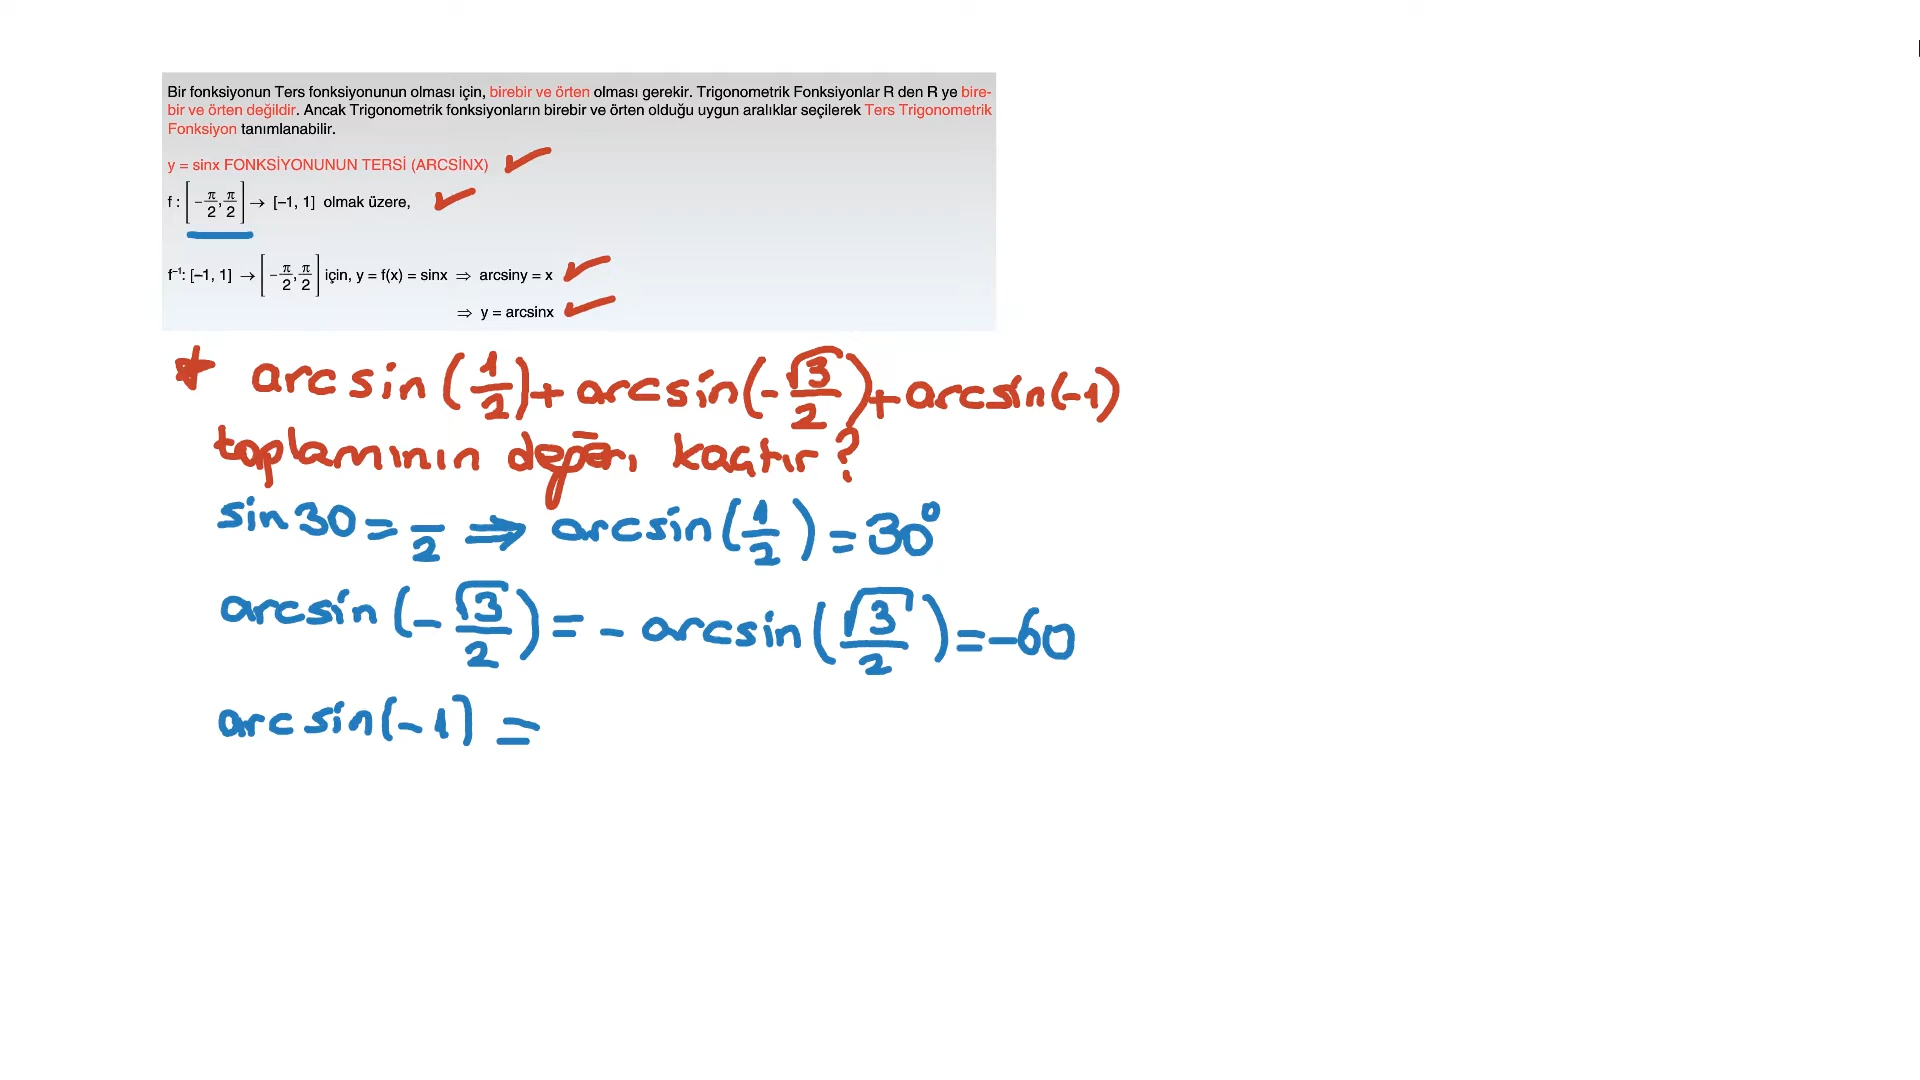 Bir fonksiyonun Ters fonksiyonunun olması için, birebir ve örten olması gerekir. Trigonometrik Fonksiyonlar R den R ye bire-
bir ve örten değildir. Ancak Trigonometrik fonksiyonların birebir ve örten olduğu uygun aralıklar seçilerek Ters Trigonometrik
Fonksiyon tanımlanabilir.
y = sinx FONKSİYONUNUN TERSİ (ARCSİNX)
f : [-π/2, π/2] → [–1, 1] olmak üzere,
f⁻¹: [–1, 1] → [-π/2, π/2] için, y = f(x) = sinx ⇒ arcsiny = x
⇒ y = arcsinx
* arcsin(1/2) + arcsin(-√3/2) + arcsin(-1)
toplamının değeri kaçtır?
sin30 = –/2 ⇒ arcsin(1/2) = 30°
arcsin(-√3/2) = - arcsin(√3/2) = -60
arcsin(-1) =